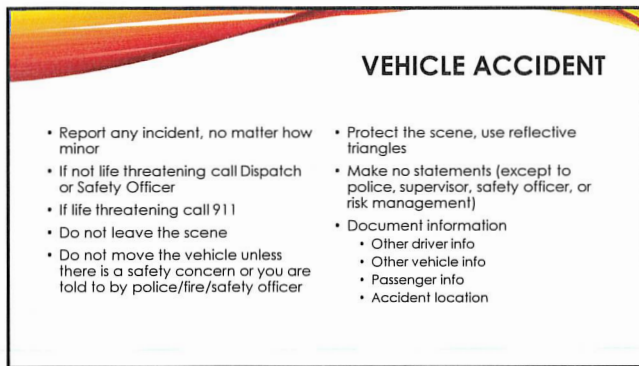 VEHICLE ACCIDENT
• Report any incident, no matter how
minor
• If not life threatening call Dispatch
or Safety Officer
• If life threatening call 911
• Do not leave the scene
• Do not move the vehicle unless
there is a safety concern or you are
told to by police/fire/safety officer
• Protect the scene, use reflective
triangles
• Make no statements (except to
police, supervisor, safety officer, or
risk management)
• Document information
• Other driver info
• Other vehicle info
• Passenger info
• Accident location